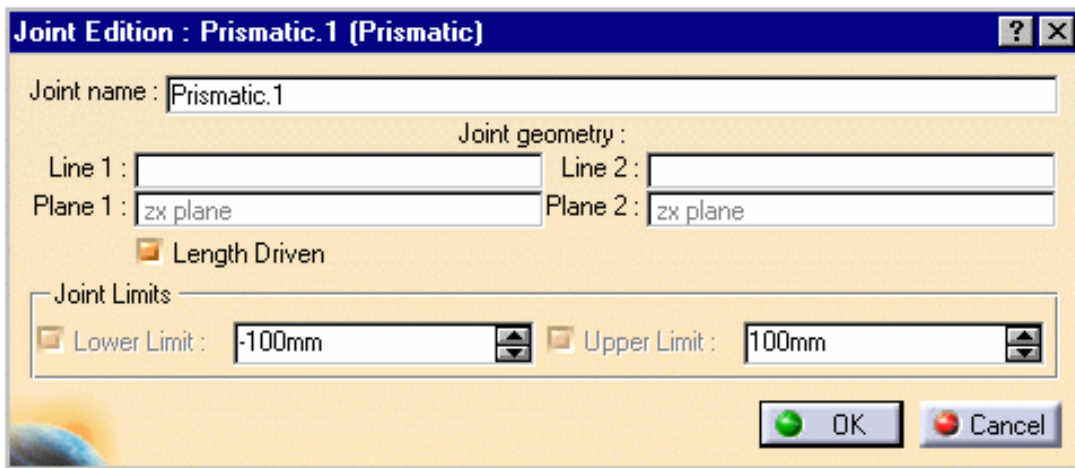 Joint Edition : Prismatic.1 (Prismatic)
?
Joint name : Prismatic.1
Joint geometry :
Line 1 : Line 2 :
Plane 1 : zx plane Plane 2 : zx plane
Length Driven
Joint Limits
Lower Limit : -100mm Upper Limit : 100mm
OK Cancel